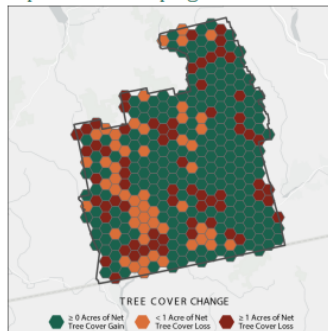 TREE COVER CHANGE
≥ 0 Acres of Net
Tree Cover Gain
< 1 Acre of Net
Tree Cover Loss
≥ 1 Acres of Net
Tree Cover Loss